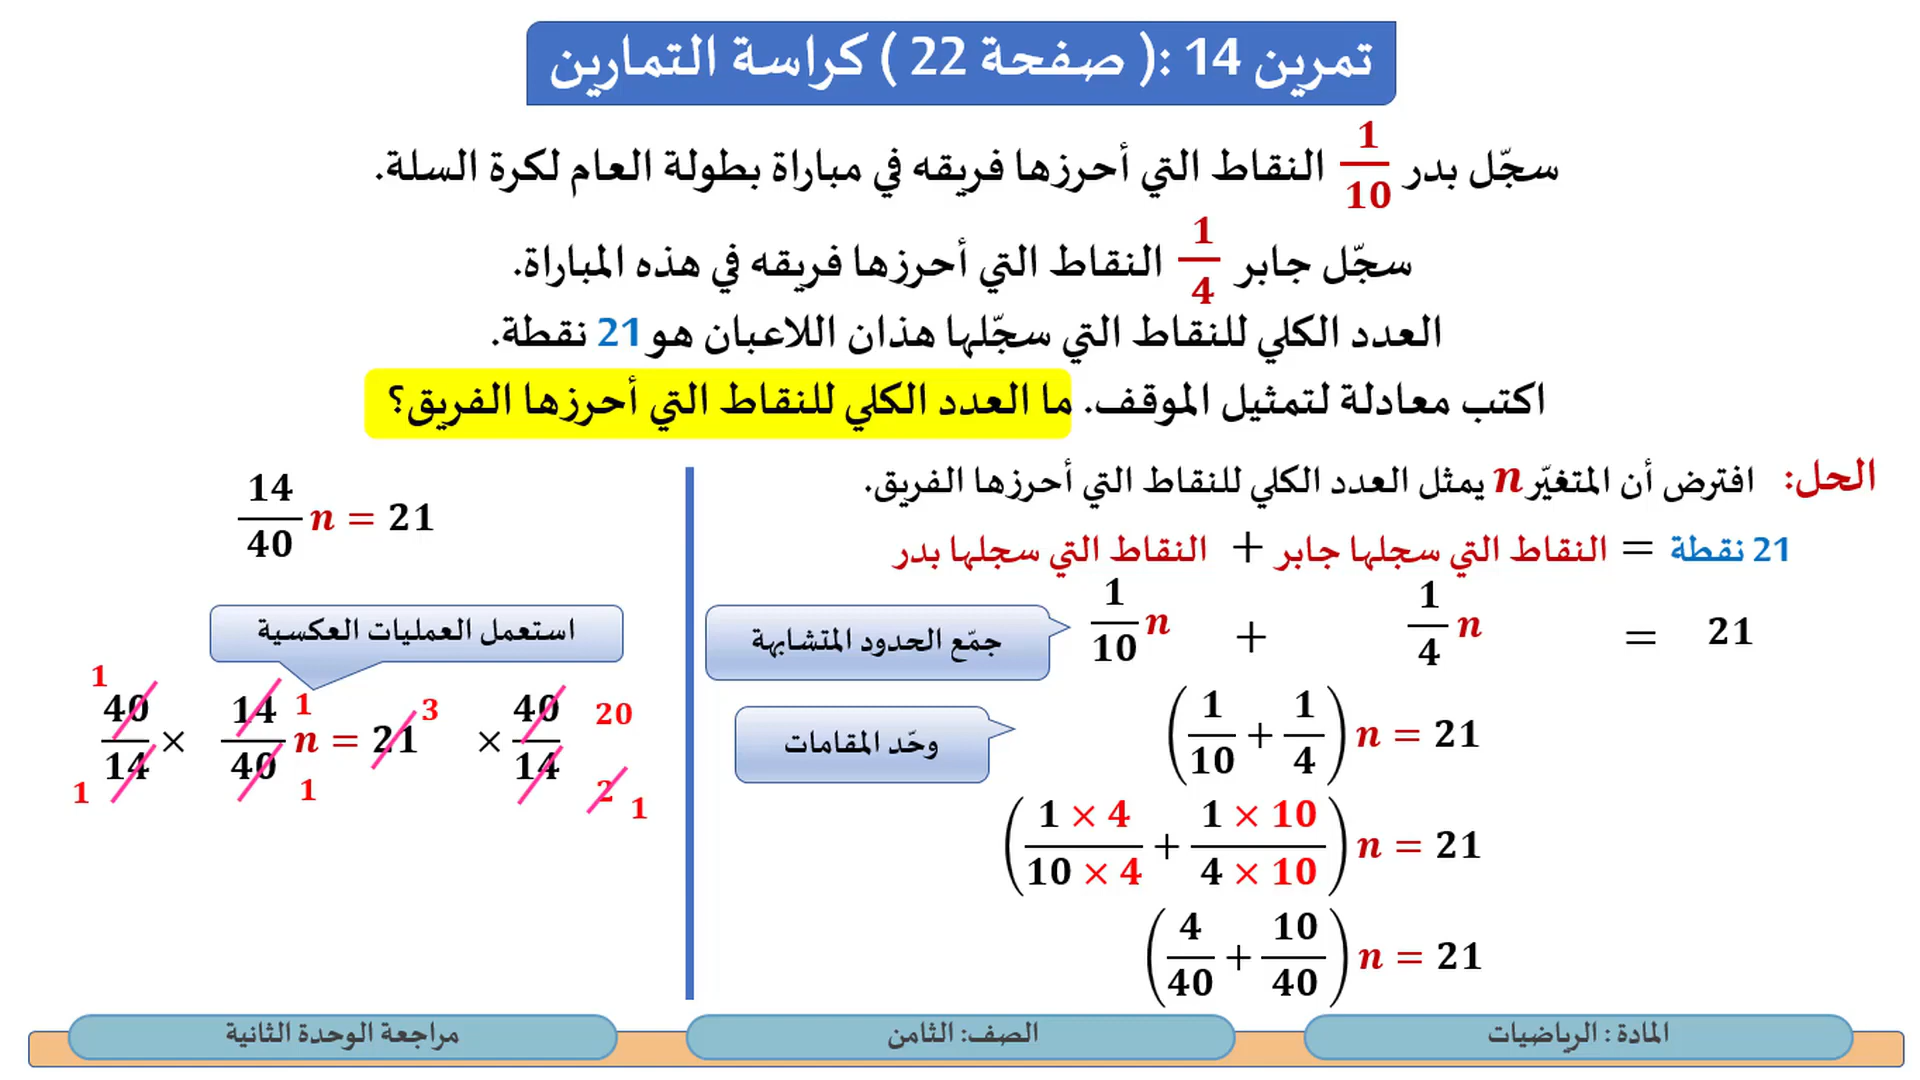 تمرين 14 :( صفحة 22 ) كراسة التمارين
سجّل بدر 1/10 النقاط التي أحرزها فريقه في مباراة بطولة العام لكرة السلة.
سجّل جابر 1/4 النقاط التي أحرزها فريقه في هذه المباراة.
العدد الكلي للنقاط التي سجّلها هذان اللاعبان هو 21 نقطة.
اكتب معادلة لتمثيل الموقف. ما العدد الكلي للنقاط التي أحرزها الفريق؟
الحل: افترض أن المتغيّر n يمثل العدد الكلي للنقاط التي أحرزها الفريق.
النقاط التي سجلها بدر + النقاط التي سجلها جابر = 21 نقطة
1/10 n + 1/4 n = 21
جمّع الحدود المتشابهة
(1/10 + 1/4) n = 21
وحّد المقامات
(1 × 4/10 × 4 + 1 × 10/4 × 10) n = 21
(4/40 + 10/40) n = 21
14/40 n = 21
استعمل العمليات العكسية
1 1 3 20
40/14 × 14/40 n = 21 × 40/14
1 1 2 1
المادة : الرياضيات
الصف: الثامن
مراجعة الوحدة الثانية